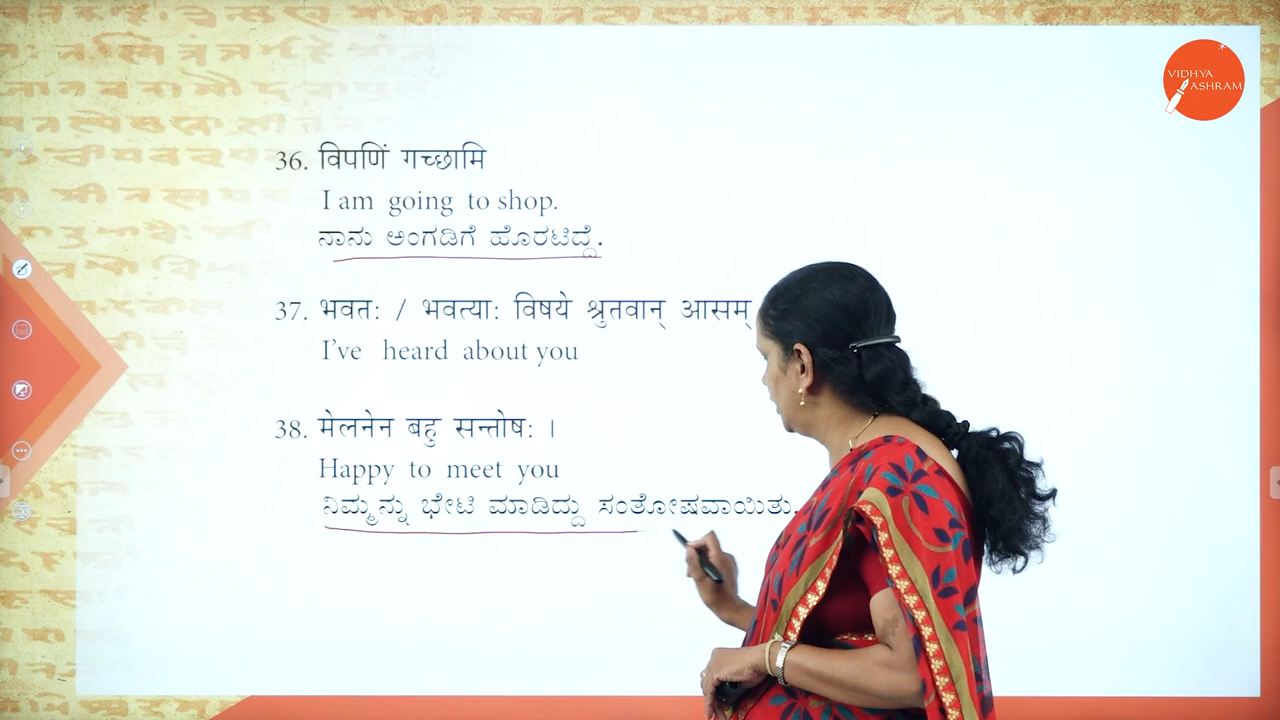 VIDHYA
ASHRAM
36. विपणिं गच्छामि
I am going to shop.
ನಾನು ಅಂಗಡಿಗೆ ಹೊರಟಿದ್ದೆ.
37. भवतः / भवत्याः विषये श्रुतवान् आसम्
I've heard about you
38. मेलनेन बहु सन्तोषः ।
Happy to meet you
ನಿಮ್ಮನ್ನು ಭೇಟಿ ಮಾಡಿದ್ದು ಸಂತೋಷವಾಯಿತು.